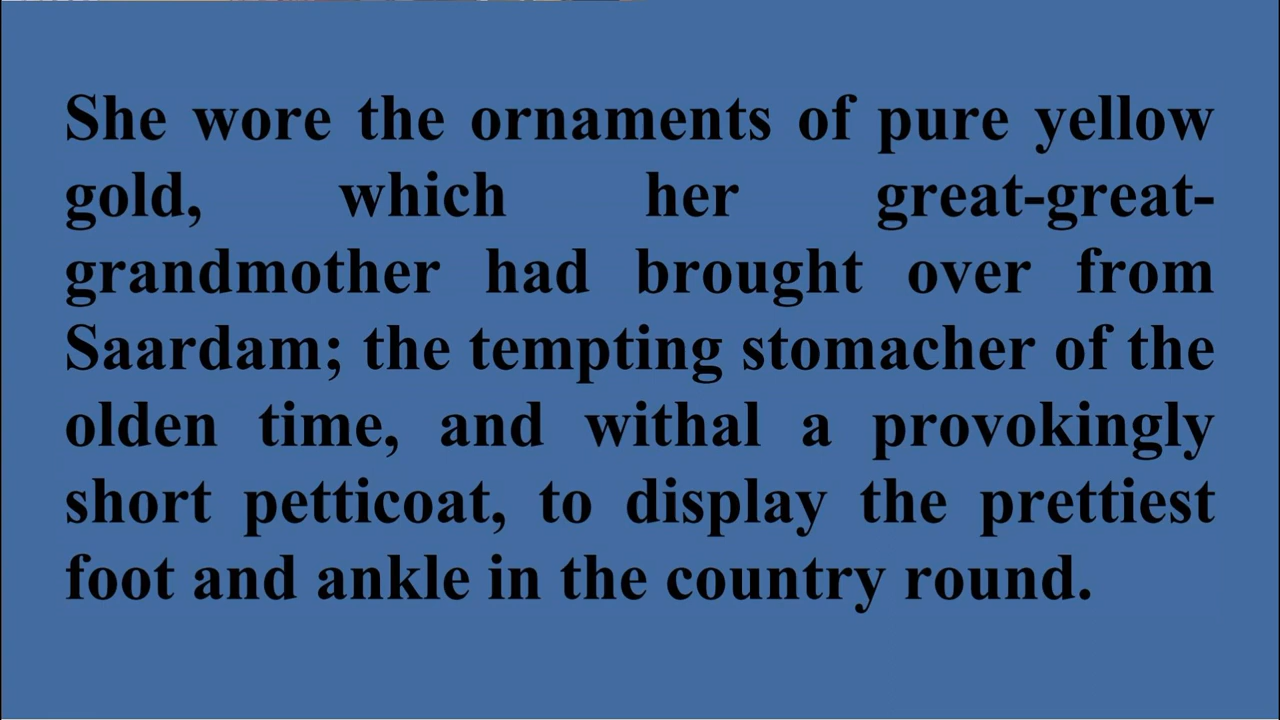 She wore the ornaments of pure yellow
gold, which her great-great-
grandmother had brought over from
Saardam; the tempting stomacher of the
olden time, and withal a provokingly
short petticoat, to display the prettiest
foot and ankle in the country round.